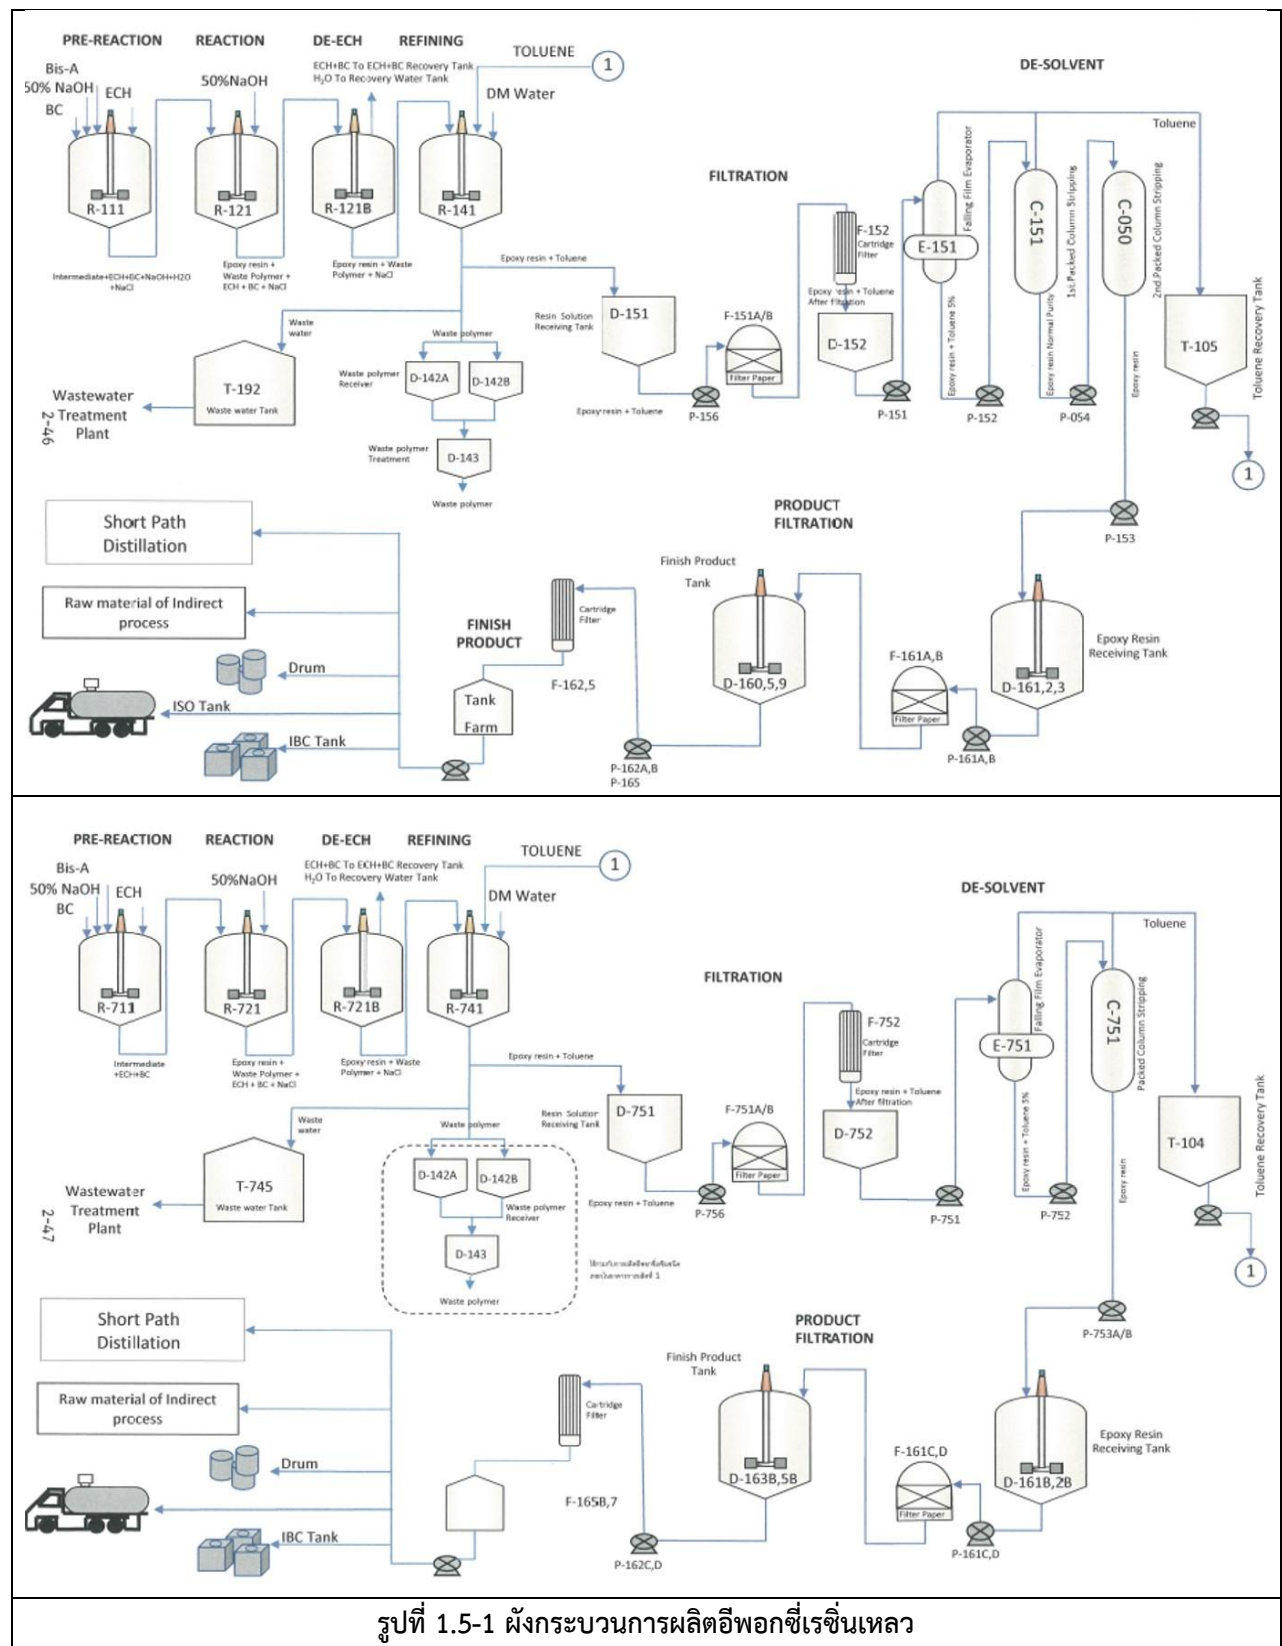 PRE-REACTION
REACTION
DE-ECH
REFINING
TOLUENE
1
Bis-A
50% NaOH
ECH
BC
50%NaOH
ECH+BC To ECH+BC Recovery Tank
H₂O To Recovery Water Tank
DM Water
R-111
R-121
R-121B
R-141
Intermediate+ECH+BC+NaOH+H2O
+NaCl
Epoxy resin +
Waste Polymer +
ECH + BC + NaCl
Epoxy resin + Waste
Polymer + NaCl
Epoxy resin + Toluene
Waste
water
T-192
Waste water Tank
Wastewater
Treatment
Plant
2-46
Waste polymer
Waste polymer
Receiver
D-142A
D-142B
Waste polymer
Treatment
D-143
Waste polymer
Resin Solution
Receiving Tank
D-151
Epoxy resin + Toluene
P-156
FILTRATION
F-151A/B
Filter Paper
F-152
Cartridge
Filter
Epoxy resin + Toluene
After filtration
D-152
P-151
DE-SOLVENT
Falling Film Evaporator
E-151
Epoxy resin + Toluene 5%
P-152
C-151
1st.Packed Column Stripping
Epoxy resin Normal Purity
P-054
C-050
2nd.Packed Column Stripping
Epoxy resin
Toluene
T-105
Toluene Recovery Tank
1
P-153
Short Path
Distillation
Raw material of Indirect
process
Drum
ISO Tank
IBC Tank
FINISH
PRODUCT
Tank
Farm
Cartridge
Filter
F-162,5
P-162A,B
P-165
Finish Product
Tank
D-160,5,9
PRODUCT
FILTRATION
F-161A,B
Filter Paper
P-161A,B
D-161,2,3
Epoxy Resin
Receiving Tank
PRE-REACTION
REACTION
DE-ECH
REFINING
TOLUENE
1
Bis-A
50% NaOH
ECH
BC
50%NaOH
ECH+BC To ECH+BC Recovery Tank
H₂O To Recovery Water Tank
DM Water
R-711
R-721
R-721B
R-741
Intermediate
+ECH+BC
Epoxy resin +
Waste Polymer +
ECH + BC + NaCl
Epoxy resin + Waste
Polymer + NaCl
Epoxy resin + Toluene
Waste
water
T-745
Waste water Tank
Wastewater
Treatment
Plant
2-47
Waste polymer
D-142A
D-142B
Waste polymer
Receiver
D-143
Waste polymer
Resin Solution
Receiving Tank
D-751
Epoxy resin + Toluene
P-756
FILTRATION
F-751A/B
Filter Paper
F-752
Cartridge
Filter
Epoxy resin + Toluene
After filtration
D-752
P-751
DE-SOLVENT
Falling Film Evaporator
E-751
Epoxy resin + Toluene 5%
P-752
C-751
Packed Column Stripping
Epoxy resin
Toluene
T-104
Toluene Recovery Tank
1
P-753A/B
Short Path
Distillation
Raw material of Indirect
process
Drum
IBC Tank
Cartridge
Filter
F-165B,7
P-162C,D
Finish Product
Tank
D-163B,5B
PRODUCT
FILTRATION
F-161C,D
Filter Paper
P-161C,D
D-161B,2B
Epoxy Resin
Receiving Tank
รูปที่ 1.5-1 ผังกระบวนการผลิตอีพอกซี่เรซิ่นเหลว